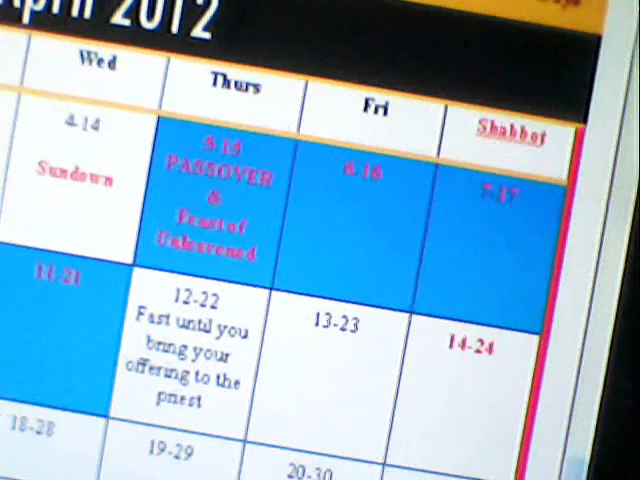 April 2012
Wed Thurs Fri Shabbat
4-14 5-15 6-16 7-17
Sundown
PASSOVER
&
Feast of
Unleavened
11-21 12-22 13-23 14-24
Fast until you
bring your
offering to the
priest
18-28 19-29 20-30